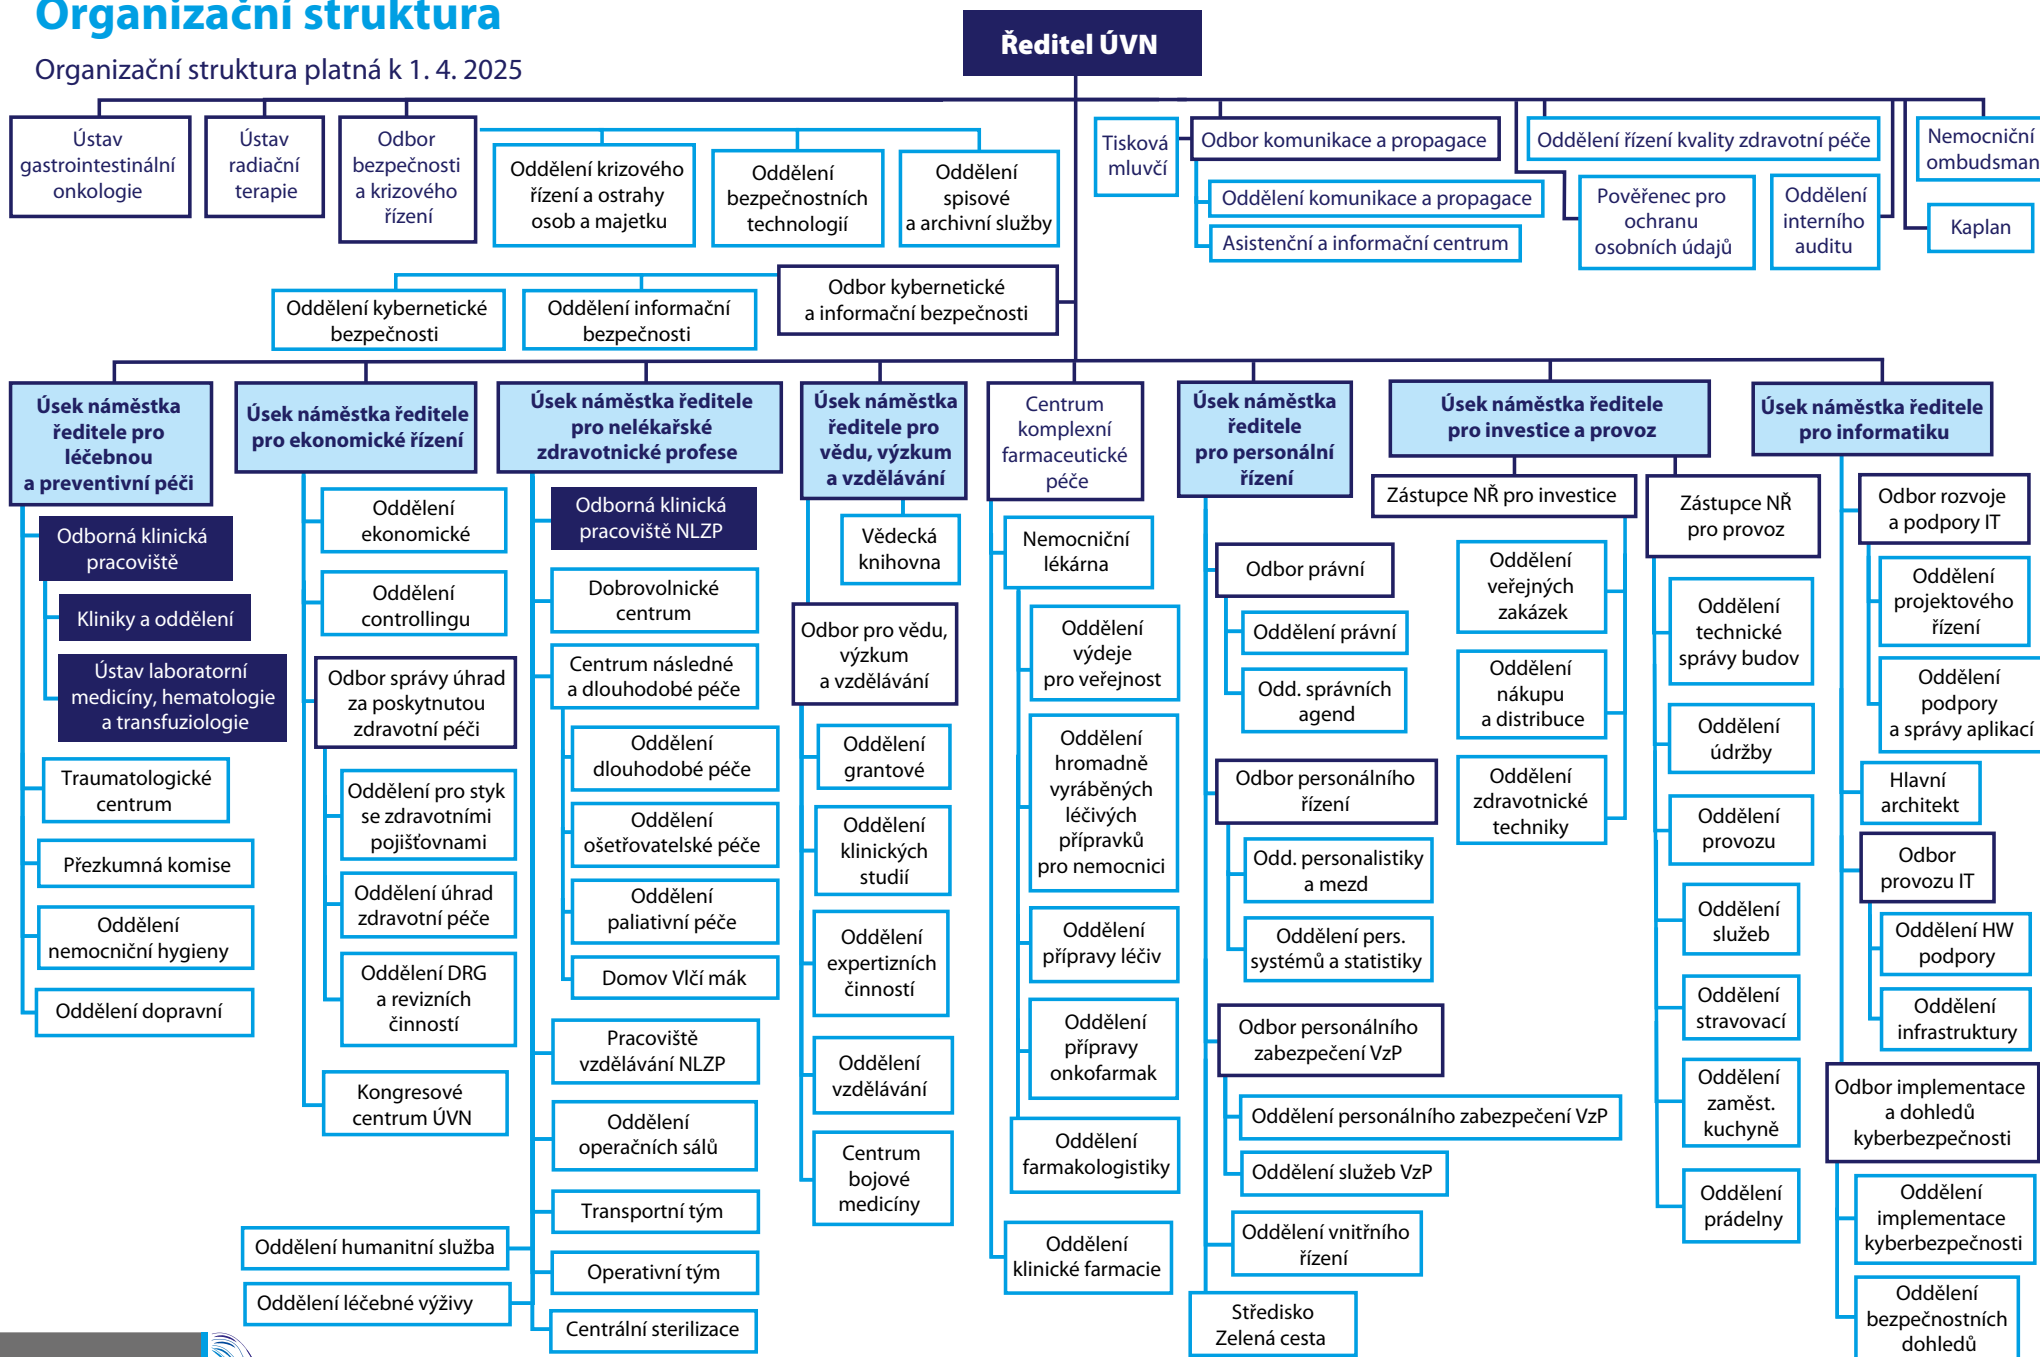 Organizační struktura
Organizační struktura platná k 1. 4. 2025
Ředitel ÚVN
Ústav
gastrointestinální
onkologie
Ústav
radiační
terapie
Odbor
bezpečnosti
a krizového
řízení
Oddělení krizového
řízení a ostrahy
osob a majetku
Oddělení
bezpečnostních
technologií
Oddělení
spisové
a archivní služby
Tisková
mluvčí
Odbor komunikace a propagace
Oddělení komunikace a propagace
Asistenční a informační centrum
Oddělení řízení kvality zdravotní péče
Pověřenec pro
ochranu
osobních údajů
Oddělení
interního
auditu
Nemocniční
ombudsman
Kaplan
Oddělení kybernetické
bezpečnosti
Oddělení informační
bezpečnosti
Odbor kybernetické
a informační bezpečnosti
Úsek náměstka
ředitele pro
léčebnou
a preventivní péči
Odborná klinická
pracoviště
Kliniky a oddělení
Ústav laboratorní
medicíny, hematologie
a transfuziologie
Traumatologické
centrum
Přezkumná komise
Oddělení
nemocniční hygieny
Oddělení dopravní
Úsek náměstka ředitele
pro ekonomické řízení
Oddělení
ekonomické
Oddělení
controllingu
Odbor správy úhrad
za poskytnutou
zdravotní péči
Oddělení pro styk
se zdravotními
pojišťovnami
Oddělení úhrad
zdravotní péče
Oddělení DRG
a revizních
činností
Kongresové
centrum ÚVN
Úsek náměstka ředitele
pro nelékařské
zdravotnické profese
Odborná klinická
pracoviště NLZP
Dobrovolnické
centrum
Centrum následné
a dlouhodobé péče
Oddělení
dlouhodobé péče
Oddělení
ošetřovatelské péče
Oddělení
paliativní péče
Domov Vlčí mák
Pracoviště
vzdělávání NLZP
Oddělení
operačních sálů
Transportní tým
Oddělení humanitní služba
Operativní tým
Oddělení léčebné výživy
Centrální sterilizace
Úsek náměstka
ředitele pro
vědu, výzkum
a vzdělávání
Vědecká
knihovna
Odbor pro vědu,
výzkum
a vzdělávání
Oddělení
grantové
Oddělení
klinických
studií
Oddělení
expertizních
činností
Oddělení
vzdělávání
Centrum
bojové
medicíny
Centrum
komplexní
farmaceutické
péče
Nemocniční
lékárna
Oddělení
výdeje
pro veřejnost
Oddělení
hromadně
vyráběných
léčivých
přípravků
pro nemocnici
Oddělení
přípravy léčiv
Oddělení
přípravy
onkofarmak
Oddělení
farmakologistiky
Oddělení
klinické farmacie
Úsek náměstka
ředitele
pro personální
řízení
Odbor právní
Oddělení právní
Odd. správních
agend
Odbor personálního
řízení
Odd. personalistiky
a mezd
Oddělení pers.
systémů a statistiky
Odbor personálního
zabezpečení VzP
Oddělení personálního zabezpečení VzP
Oddělení služeb VzP
Oddělení vnitřního
řízení
Středisko
Zelená cesta
Úsek náměstka ředitele
pro investice a provoz
Zástupce NŘ pro investice
Oddělení
veřejných
zakázek
Oddělení
nákupu
a distribuce
Oddělení
zdravotnické
techniky
Zástupce NŘ
pro provoz
Oddělení
technické
správy budov
Oddělení
údržby
Oddělení
provozu
Oddělení
služeb
Oddělení
stravovací
Oddělení
zaměst.
kuchyně
Oddělení
prádelny
Úsek náměstka ředitele
pro informatiku
Odbor rozvoje
a podpory IT
Oddělení
projektového
řízení
Oddělení
podpory
a správy aplikací
Hlavní
architekt
Odbor
provozu IT
Oddělení HW
podpory
Oddělení
infrastruktury
Odbor implementace
a dohledů
kyberbezpečnosti
Oddělení
implementace
kyberbezpečnosti
Oddělení
bezpečnostních
dohledů